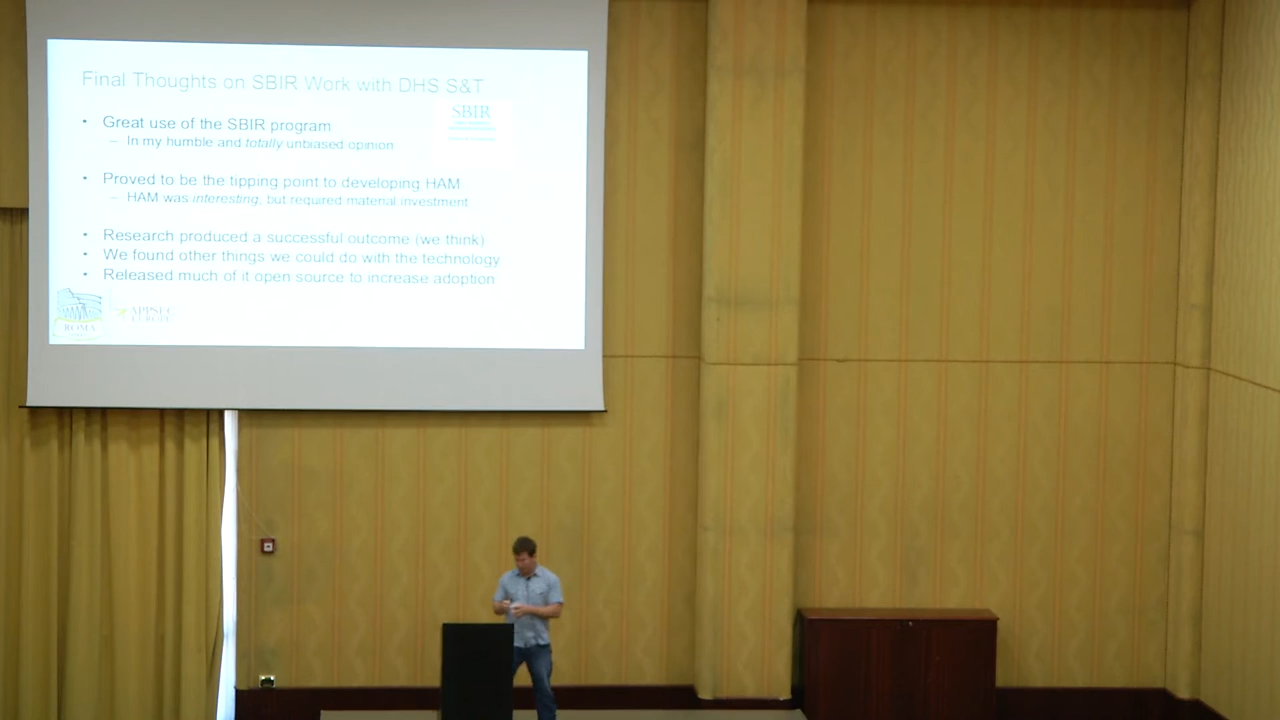 Final Thoughts on SBIR Work with DHS S&T
SBIR
• Great use of the SBIR program
– In my humble and totally unbiased opinion
• Proved to be the tipping point to developing HAM
– HAM was interesting, but required material investment
• Research produced a successful outcome (we think)
• We found other things we could do with the technology
• Released much of it open source to increase adoption
ROMA
APPSEC
EUROPE